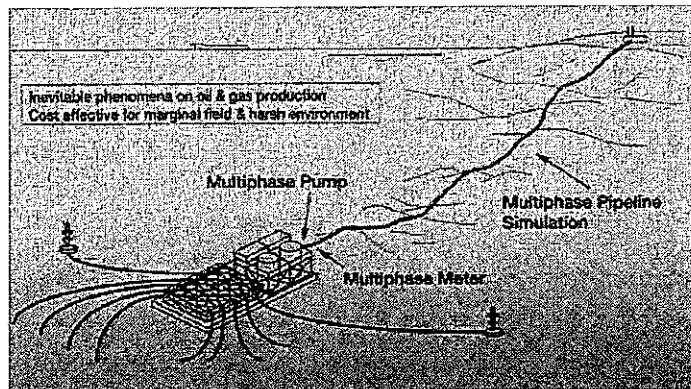 Inevitable phenomena on oil & gas production
Cost effective for marginal field & harsh environment
Multiphase Pump
Multiphase Pipeline
Simulation
Multiphase Meter